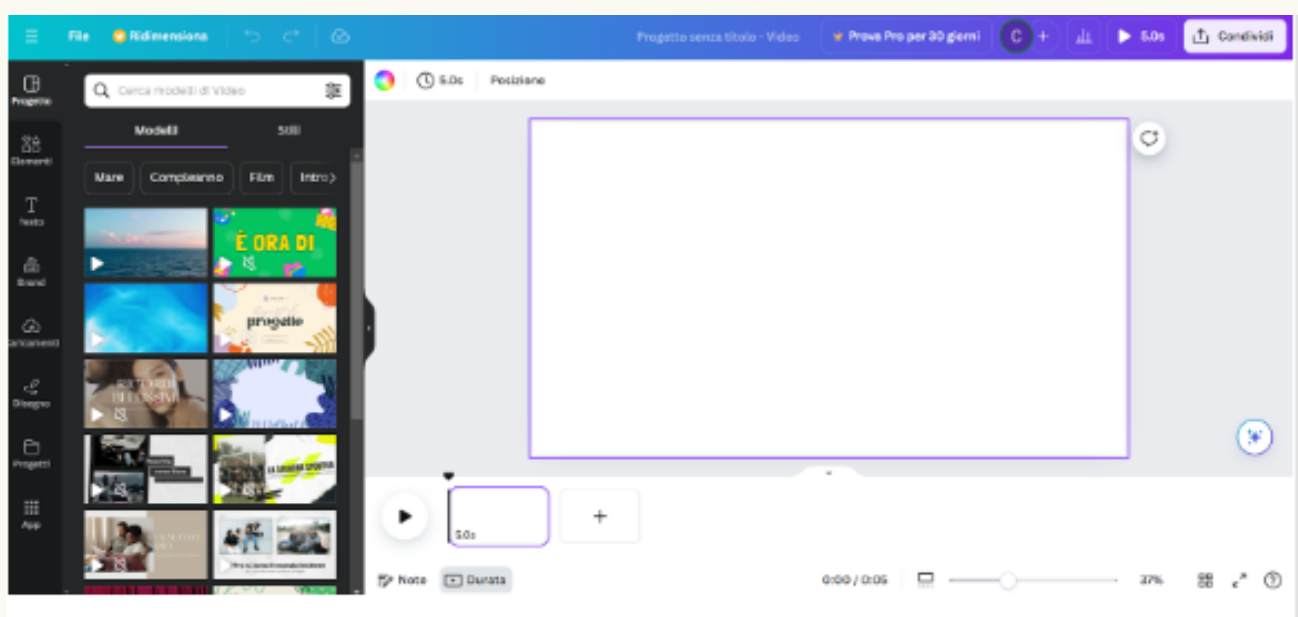 File Ridimensiona Progetto senza titolo - Video Prova Pro per 30 giorni C + 5.0s Condividi
Progetto
Elementi
Testo
Brand
Caricamenti
Disegno
Progetti
App
Cerca modelli di Video
Modelli Stili
Mare Compleanno Film Intro
È ORA DI
progetto
RICORDI
5.0s Posizione
5.0s
+
Note Durata 0:00 / 0:05 37%